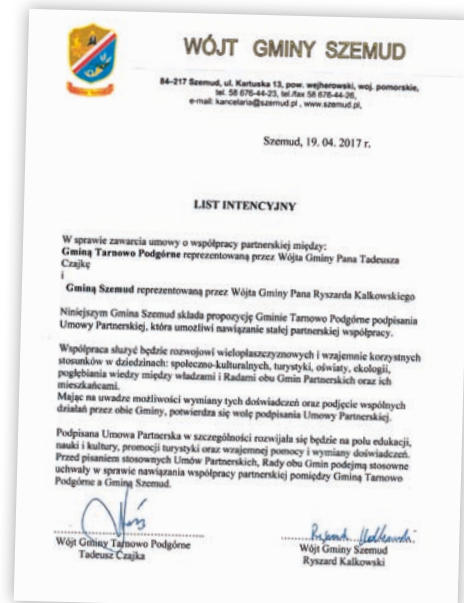 WÓJT GMINY SZEMUD
84-217 Szemud, ul. Kartuska 13, pow. wejherowski, woj. pomorskie,
tel. 58 676-44-23, tel./fax 58 676-44-26,
e-mail: kancelaria@szemud.pl , www.szemud.pl,
Szemud, 19. 04. 2017 r.
LIST INTENCYJNY
W sprawie zawarcia umowy o współpracy partnerskiej między:
Gminą Tarnowo Podgórne reprezentowaną przez Wójta Gminy Pana Tadeusza
Czajkę
i
Gminą Szemud reprezentowaną przez Wójta Gminy Pana Ryszarda Kalkowskiego
Niniejszym Gmina Szemud składa propozycję Gminie Tarnowo Podgórne podpisania
Umowy Partnerskiej, która umożliwi nawiązanie stałej partnerskiej współpracy.
Współpraca służyć będzie rozwojowi wielopłaszczyznowych i wzajemnie korzystnych
stosunków w dziedzinach: społeczno-kulturalnych, turystyki, oświaty, ekologii,
pogłębiania wiedzy między władzami i Radami obu Gmin Partnerskich oraz ich
mieszkańcami.
Mając na uwadze możliwości wymiany tych doświadczeń oraz podjęcie wspólnych
działań przez obie Gminy, potwierdza się wolę podpisania Umowy Partnerskiej.
Podpisana Umowa Partnerska w szczególności rozwijała się będzie na polu edukacji,
nauki i kultury, promocji turystyki oraz wzajemnej pomocy i wymiany doświadczeń.
Przed pisaniem stosownych Umów Partnerskich, Rady obu Gmin podejmą stosowne
uchwały w sprawie nawiązania współpracy partnerskiej pomiędzy Gminą Tarnowo
Podgórne a Gminą Szemud.
Wójt Gminy Tarnowo Podgórne
Tadeusz Czajka
Ryszard Kalkowski
Wójt Gminy Szemud
Ryszard Kalkowski